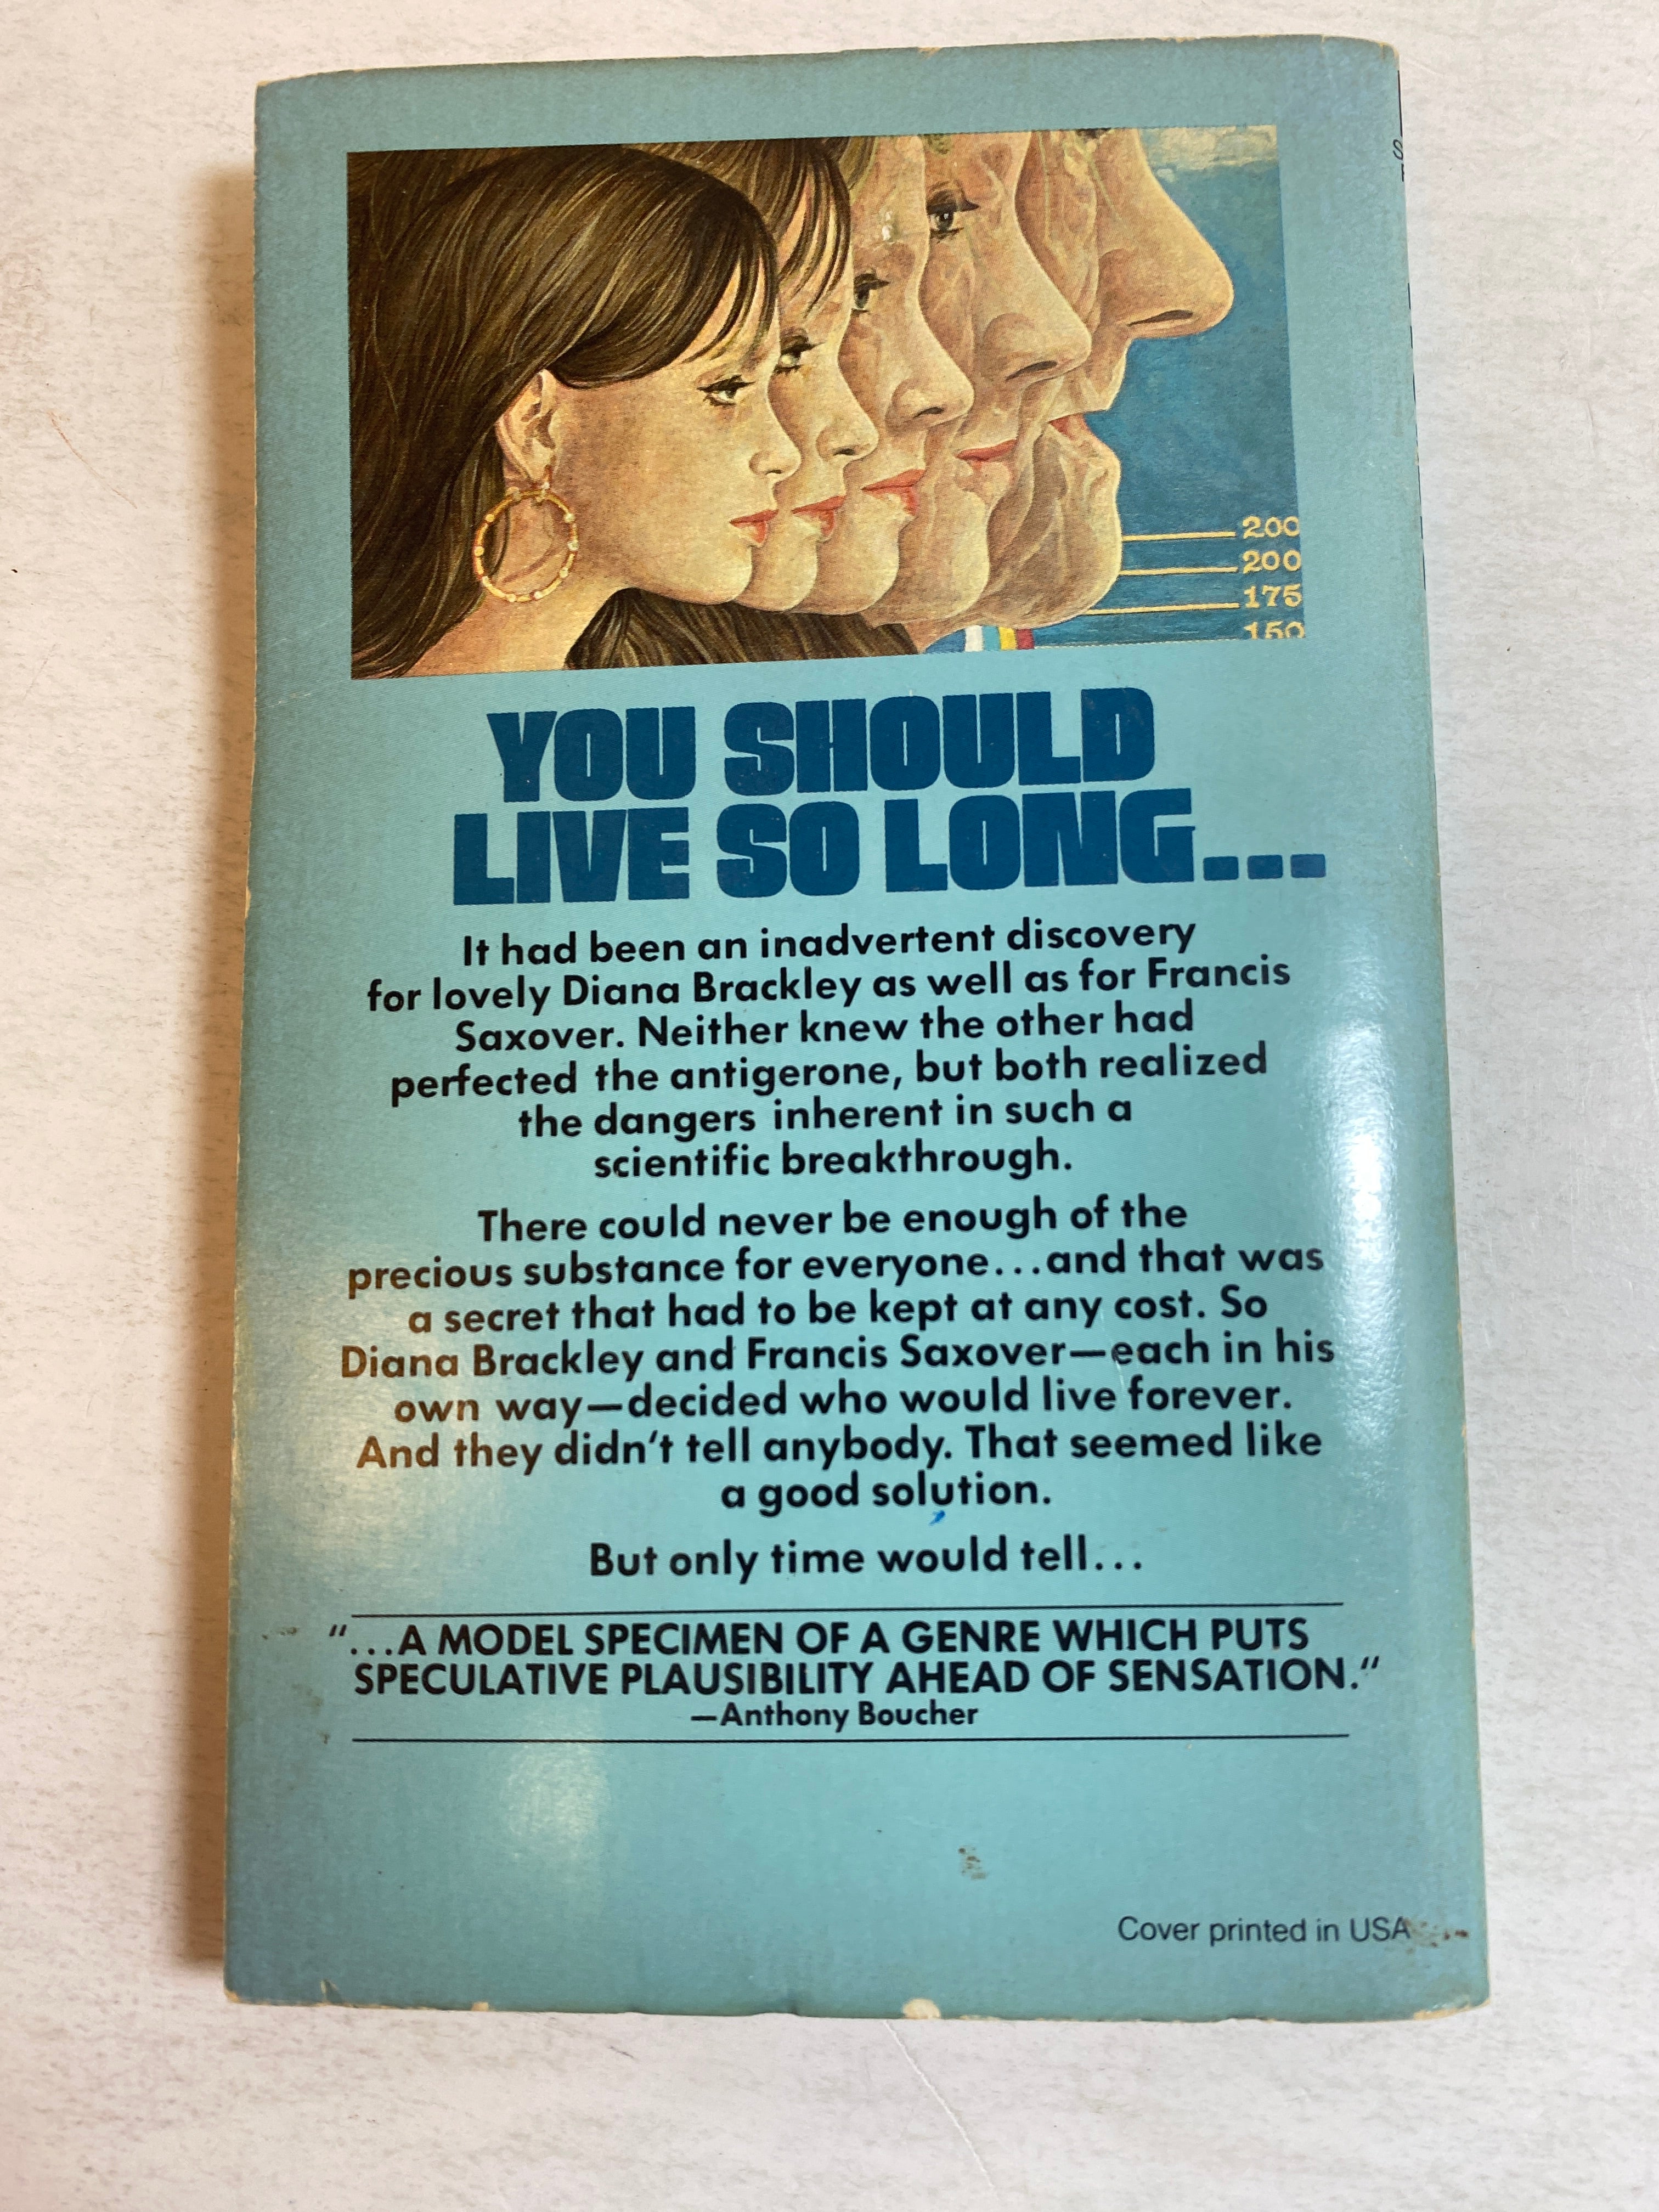 200
200
175
150
YOU SHOULD
LIVE SO LONG...
It had been an inadvertent discovery
for lovely Diana Brackley as well as for Francis
Saxover. Neither knew the other had
perfected the antigerone, but both realized
the dangers inherent in such a
scientific breakthrough.
There could never be enough of the
precious substance for everyone...and that was
a secret that had to be kept at any cost. So
Diana Brackley and Francis Saxover—each in his
own way—decided who would live forever.
And they didn't tell anybody. That seemed like
a good solution.
But only time would tell...
"...A MODEL SPECIMEN OF A GENRE WHICH PUTS
SPECULATIVE PLAUSIBILITY AHEAD OF SENSATION."
—Anthony Boucher
Cover printed in USA